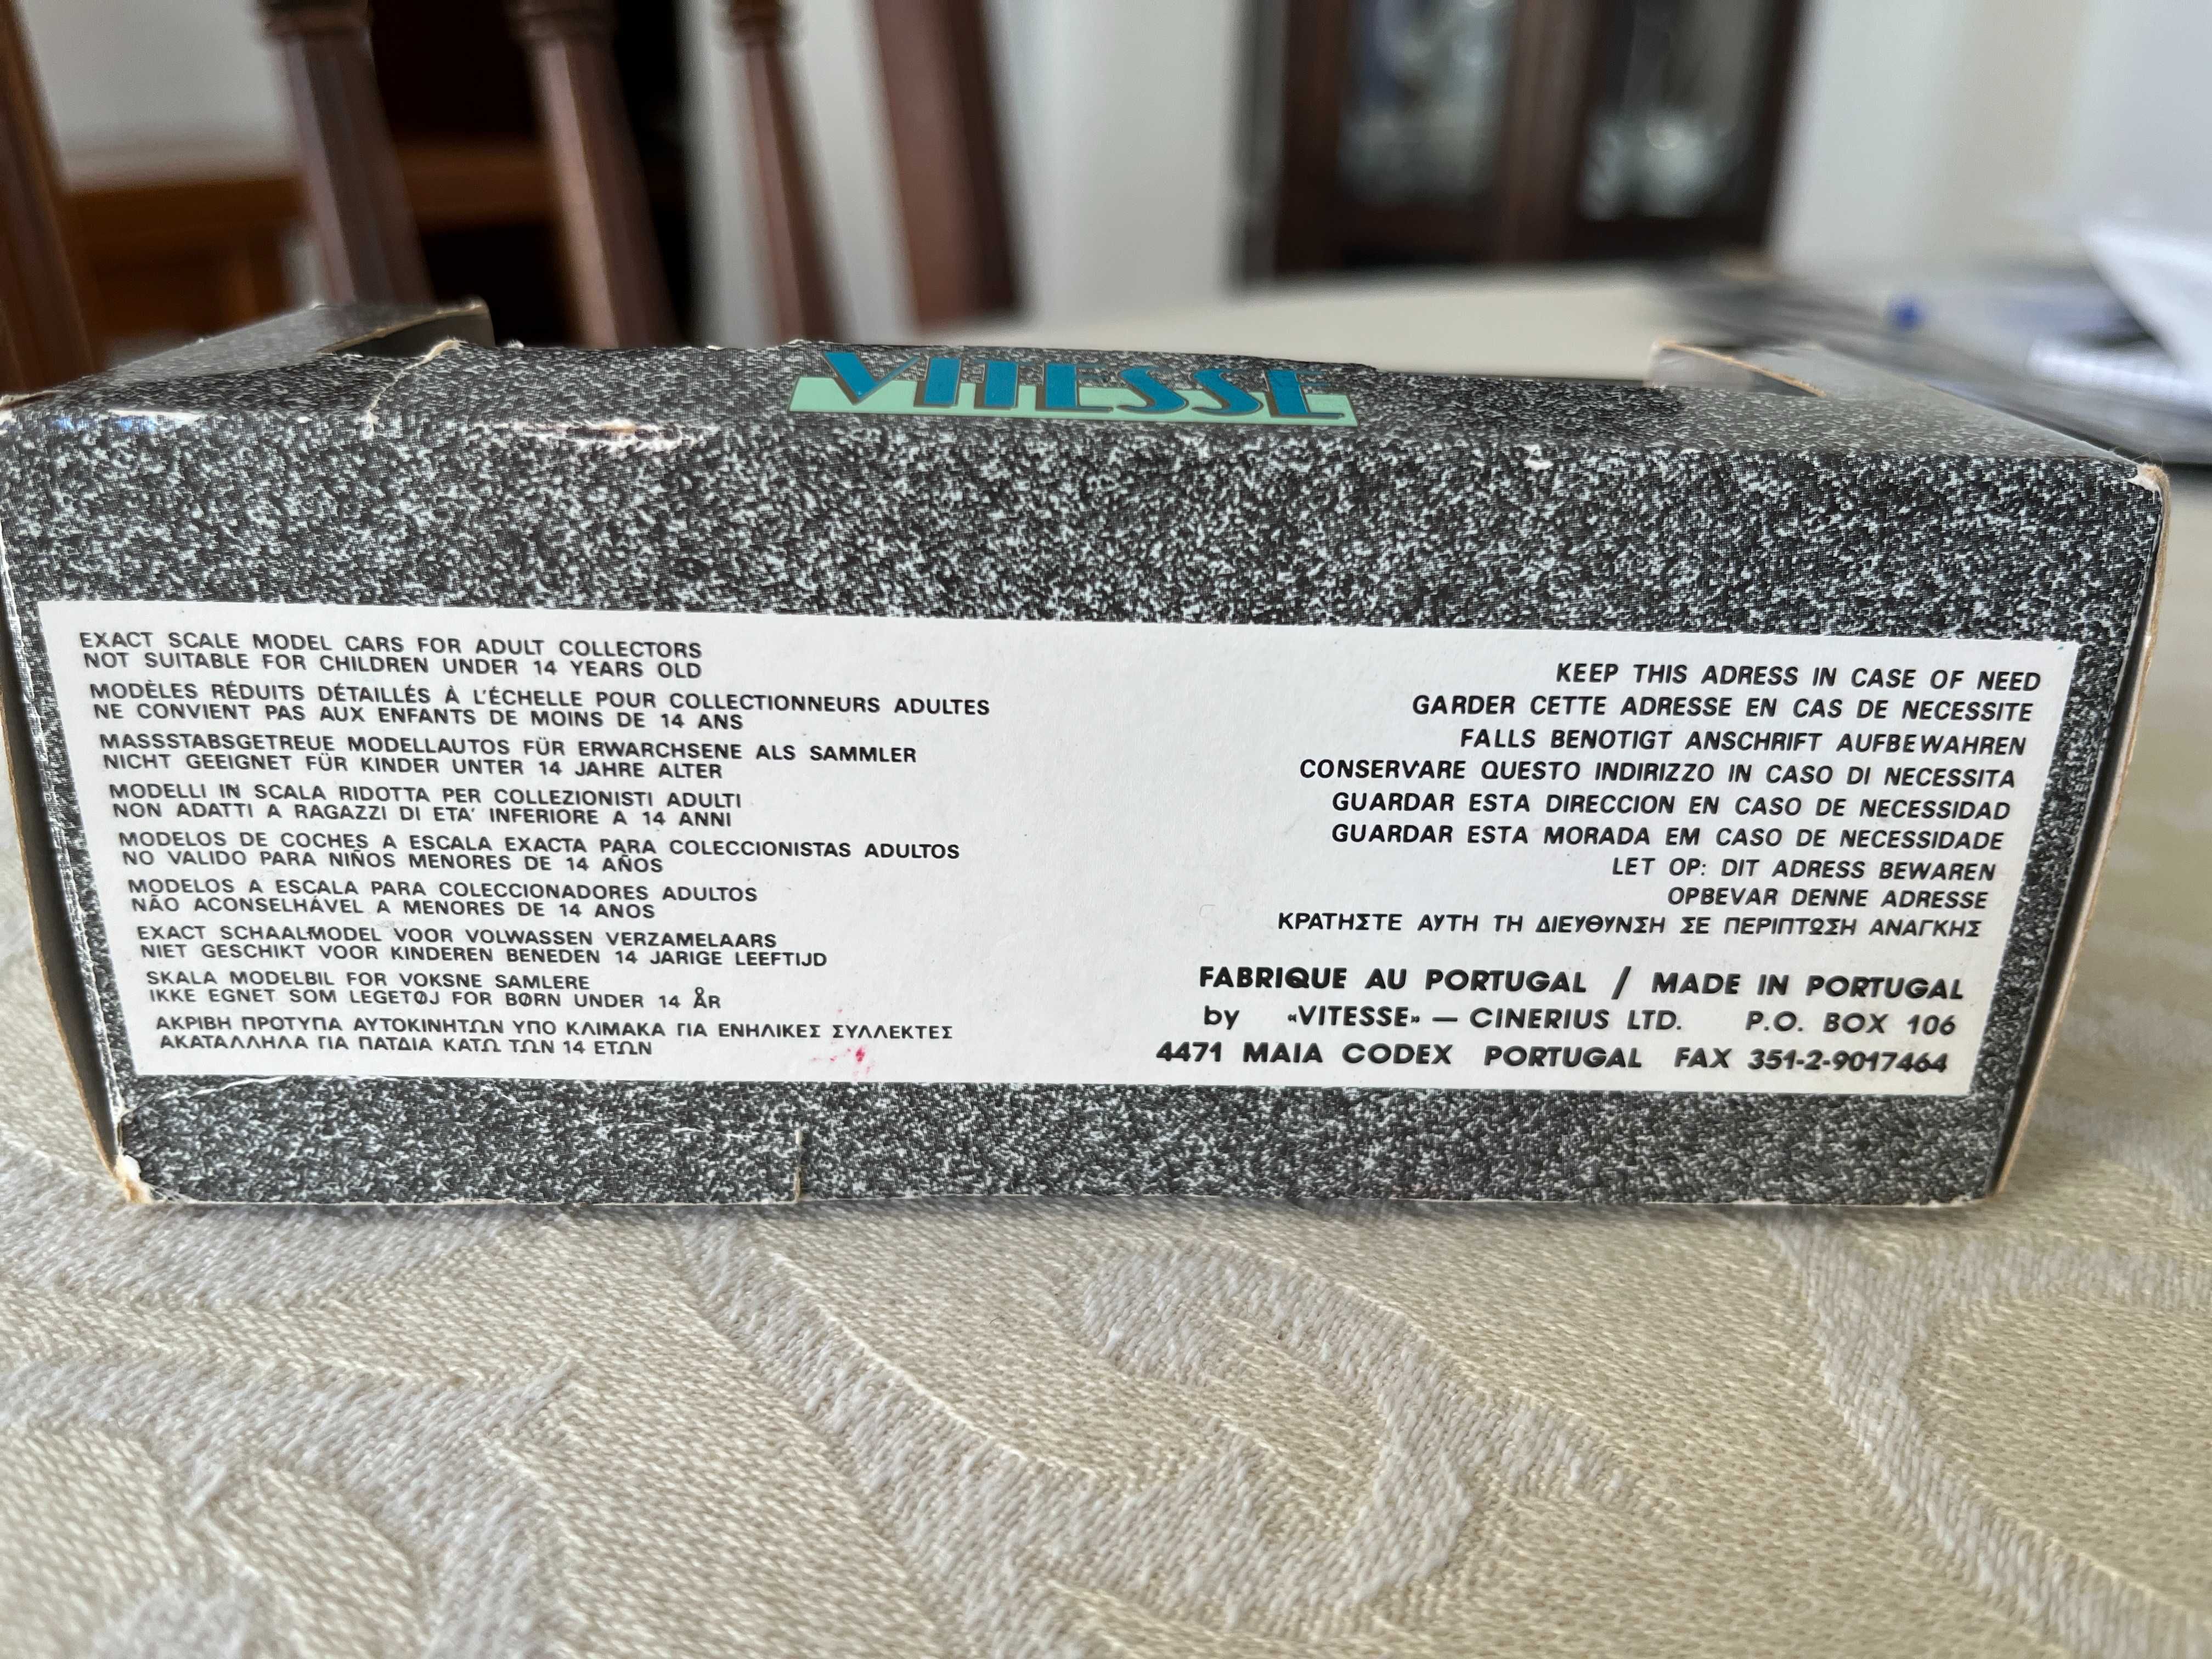 VITESSE
EXACT SCALE MODEL CARS FOR ADULT COLLECTORS
NOT SUITABLE FOR CHILDREN UNDER 14 YEARS OLD
MODÈLES RÉDUITS DÉTAILLÉS À L'ÉCHELLE POUR COLLECTIONNEURS ADULTES
NE CONVIENT PAS AUX ENFANTS DE MOINS DE 14 ANS
MASSSTABSGETREUE MODELLAUTOS FÜR ERWARCHSENE ALS SAMMLER
NICHT GEEIGNET FÜR KINDER UNTER 14 JAHRE ALTER
MODELLI IN SCALA RIDOTTA PER COLLEZIONISTI ADULTI
NON ADATTI A RAGAZZI DI ETA' INFERIORE A 14 ANNI
MODELOS DE COCHES A ESCALA EXACTA PARA COLECCIONISTAS ADULTOS
NO VALIDO PARA NIÑOS MENORES DE 14 AÑOS
MODELOS A ESCALA PARA COLECCIONADORES ADULTOS
NÃO ACONSELHÁVEL A MENORES DE 14 ANOS
EXACT SCHAALMODEL VOOR VOLWASSEN VERZAMELAARS
NIET GESCHIKT VOOR KINDEREN BENEDEN 14 JARIGE LEEFTIJD
SKALA MODELBIL FOR VOKSNE SAMLERE
IKKE EGNET SOM LEGETØJ FOR BØRN UNDER 14 ÅR
ΑΚΡΙΒΗ ΠΡΟΤΥΠΑ ΑΥΤΟΚΙΝΗΤΩΝ ΥΠΟ ΚΛΙΜΑΚΑ ΓΙΑ ΕΝΗΛΙΚΕΣ ΣΥΛΛΕΚΤΕΣ
ΑΚΑΤΑΛΛΗΛΑ ΓΙΑ ΠΑΤΔΙΑ ΚΑΤΩ ΤΩΝ 14 ΕΤΩΝ
KEEP THIS ADRESS IN CASE OF NEED
GARDER CETTE ADRESSE EN CAS DE NECESSITE
FALLS BENOTIGT ANSCHRIFT AUFBEWAHREN
CONSERVARE QUESTO INDIRIZZO IN CASO DI NECESSITA
GUARDAR ESTA DIRECCION EN CASO DE NECESSIDAD
GUARDAR ESTA MORADA EM CASO DE NECESSIDADE
LET OP: DIT ADRESS BEWAREN
OPBEVAR DENNE ADRESSE
ΚΡΑΤΗΣΤΕ ΑΥΤΗ ΤΗ ΔΙΕΥΘΥΝΣΗ ΣΕ ΠΕΡΙΠΤΩΣΗ ΑΝΑΓΚΗΣ
FABRIQUE AU PORTUGAL / MADE IN PORTUGAL
by «VITESSE» — CINERIUS LTD. P.O. BOX 106
4471 MAIA CODEX PORTUGAL FAX 351-2-9017464